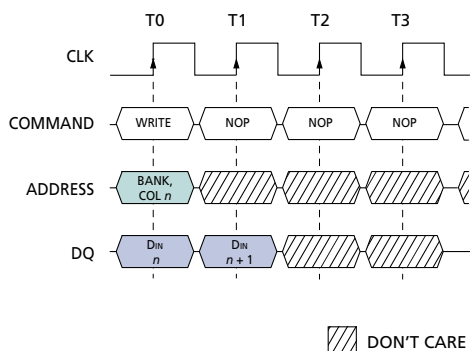 T0 T1 T2 T3
CLK
COMMAND WRITE NOP NOP NOP
ADDRESS BANK,
COL n
DQ DIN DIN
n n + 1
DON'T CARE